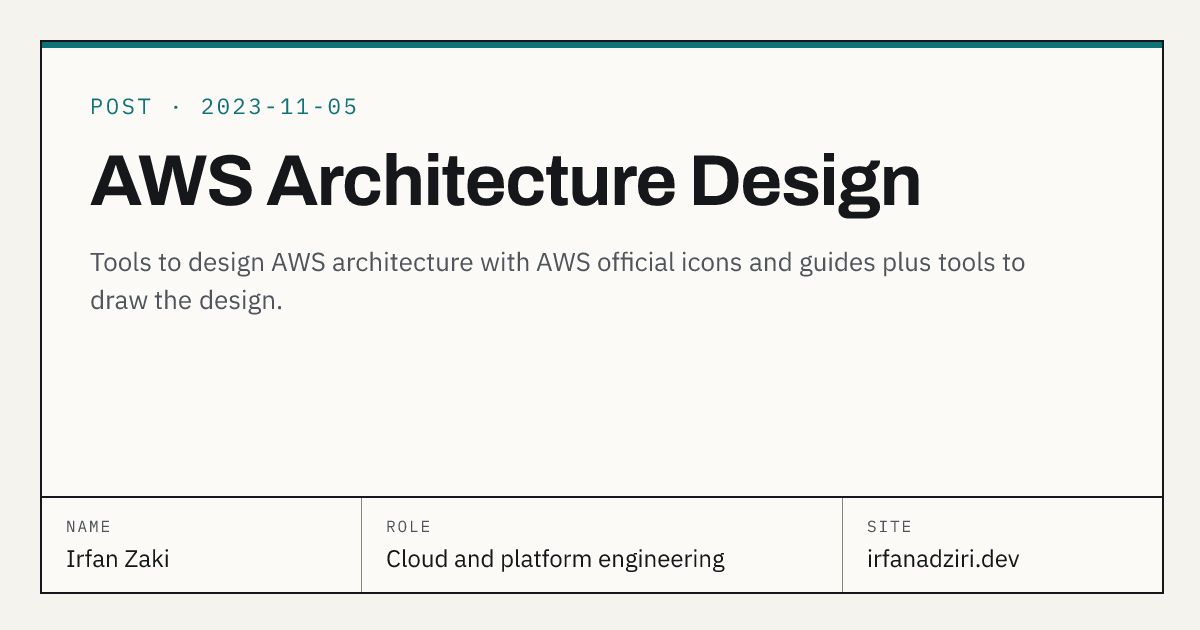 POST · 2023-11-05
AWS Architecture Design
Tools to design AWS architecture with AWS official icons and guides plus tools to
draw the design.
NAME
Irfan Zaki
ROLE
Cloud and platform engineering
SITE
irfanadziri.dev